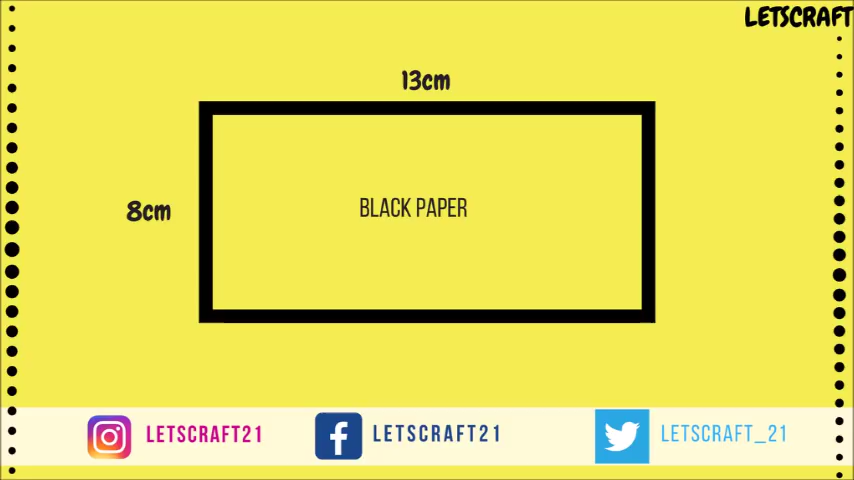 LETSCRAFT
13cm
8cm
BLACK PAPER
LETSCRAFT21
LETSCRAFT21
LETSCRAFT_21